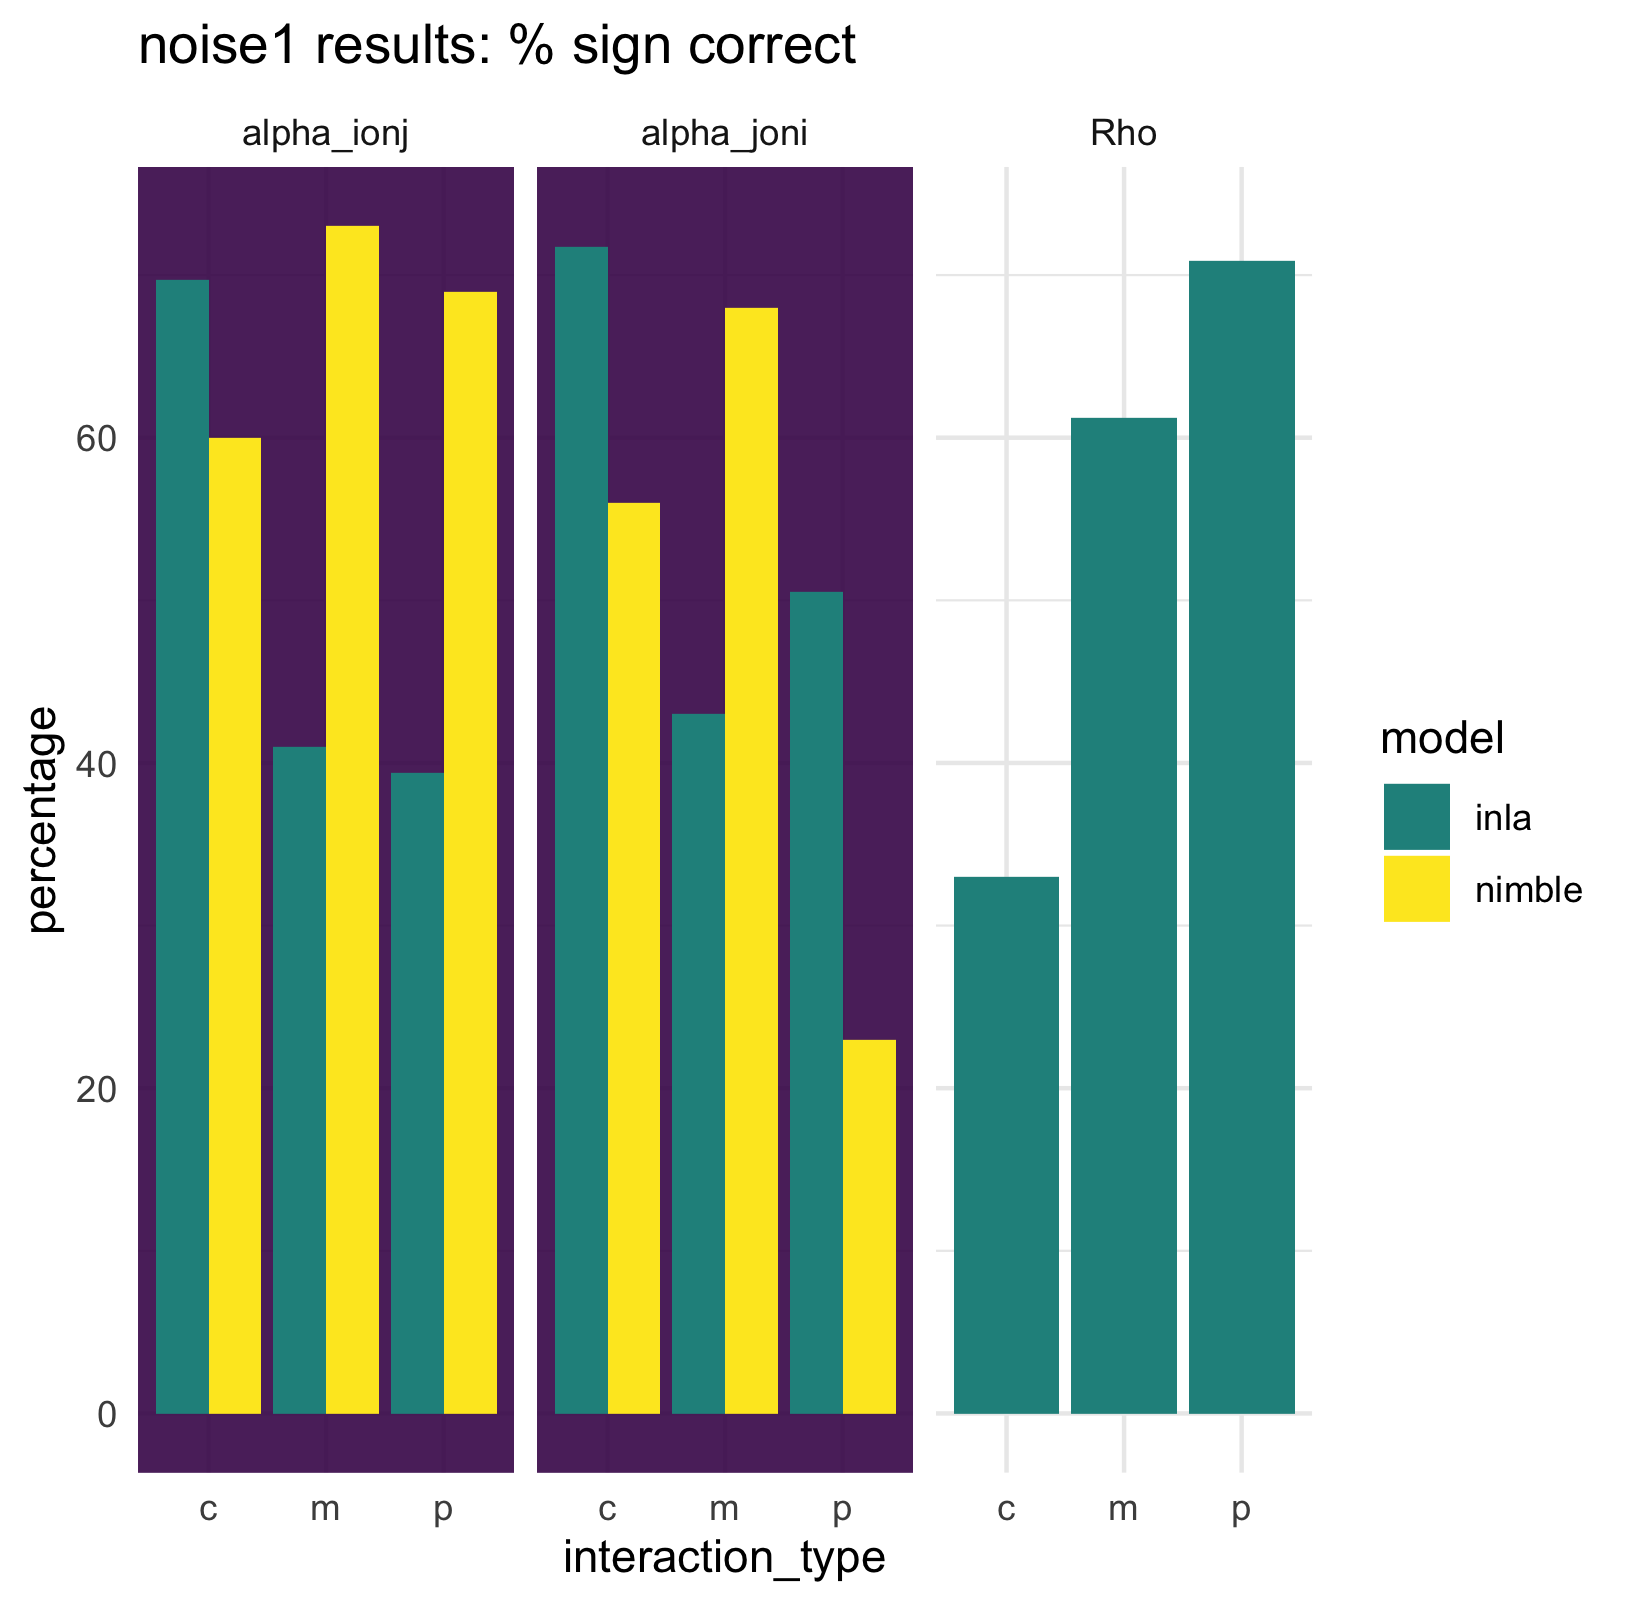 noise1 results: % sign correct
alpha_ionj
alpha_joni
Rho
percentage
60
40
20
0
c m p
c m p
c m p
interaction_type
model
inla
nimble